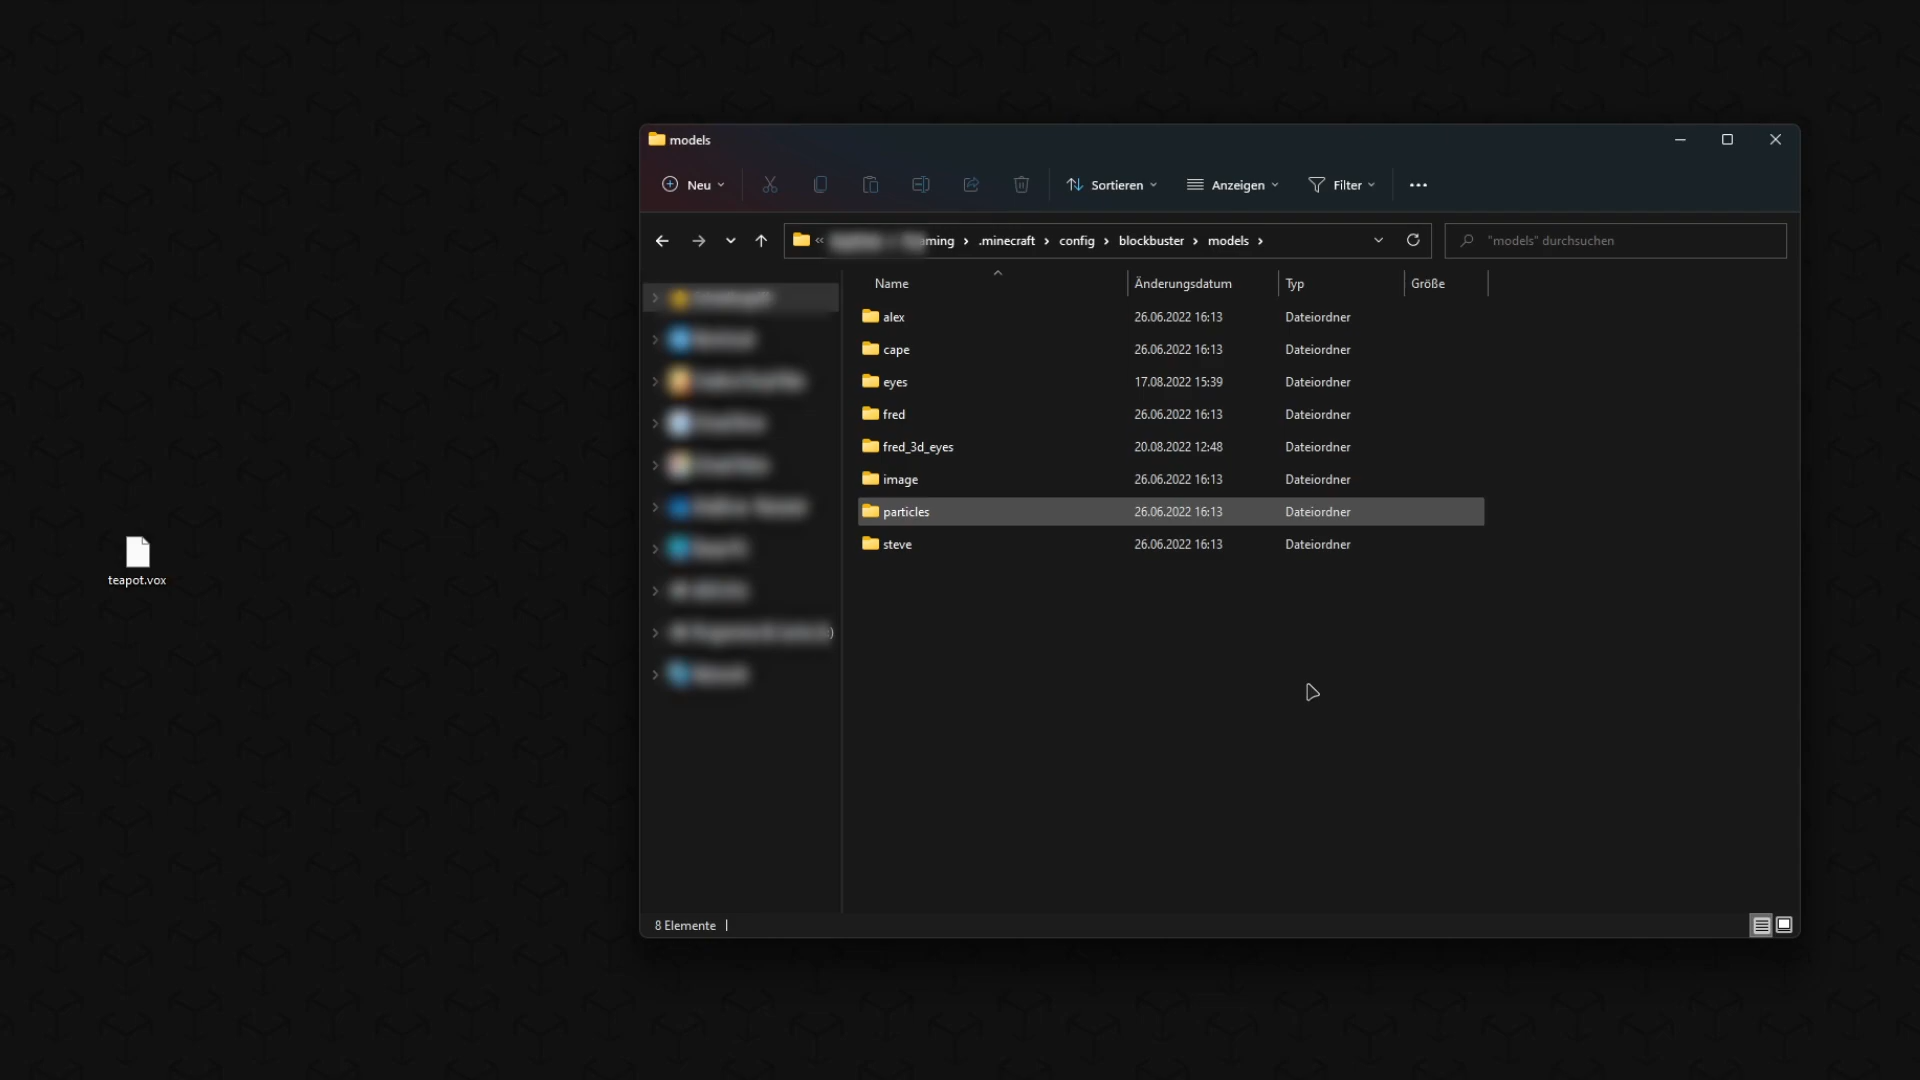 models
Neu
Sortieren
Anzeigen
Filter
« ming › .minecraft › config › blockbuster › models ›
"models" durchsuchen
Name Änderungsdatum Typ Größe
alex 26.06.2022 16:13 Dateiordner
cape 26.06.2022 16:13 Dateiordner
eyes 17.08.2022 15:39 Dateiordner
fred 26.06.2022 16:13 Dateiordner
fred_3d_eyes 20.08.2022 12:48 Dateiordner
image 26.06.2022 16:13 Dateiordner
particles 26.06.2022 16:13 Dateiordner
steve 26.06.2022 16:13 Dateiordner
teapot.vox
8 Elemente